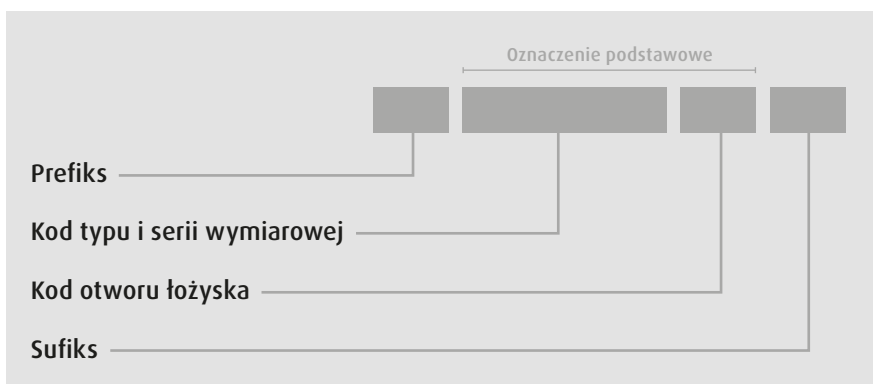 Oznaczenie podstawowe
Prefiks
Kod typu i serii wymiarowej
Kod otworu łożyska
Sufiks